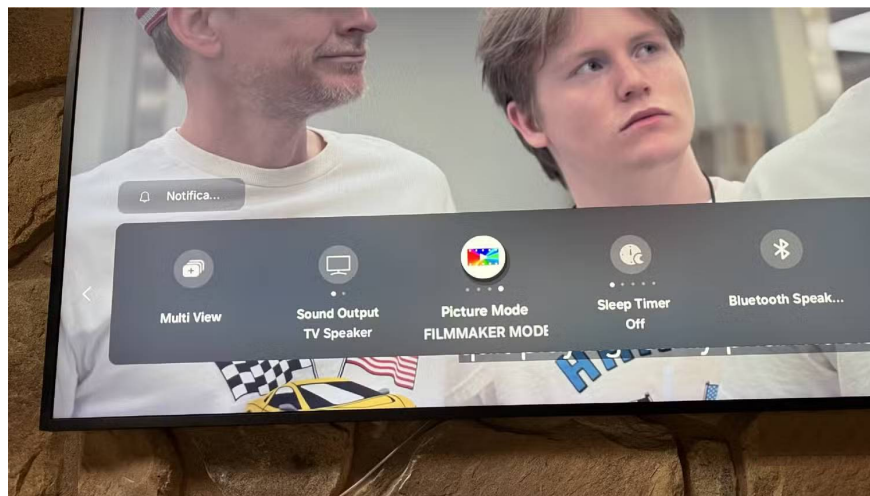 Notifica...
Multi View
Sound Output
TV Speaker
Picture Mode
FILMMAKER MODE
Sleep Timer
Off
Bluetooth Speak...